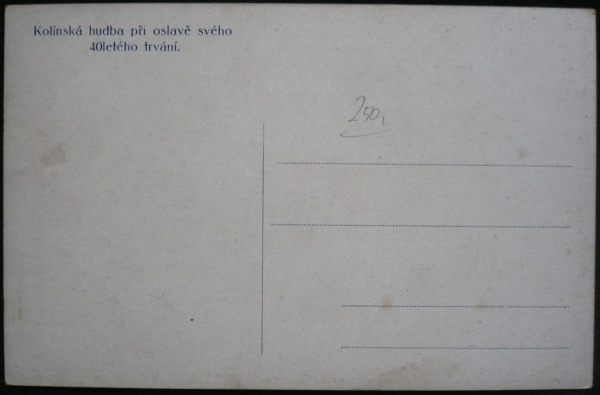 Kolínská hudba při oslavě svého
40letého trvání.
250,